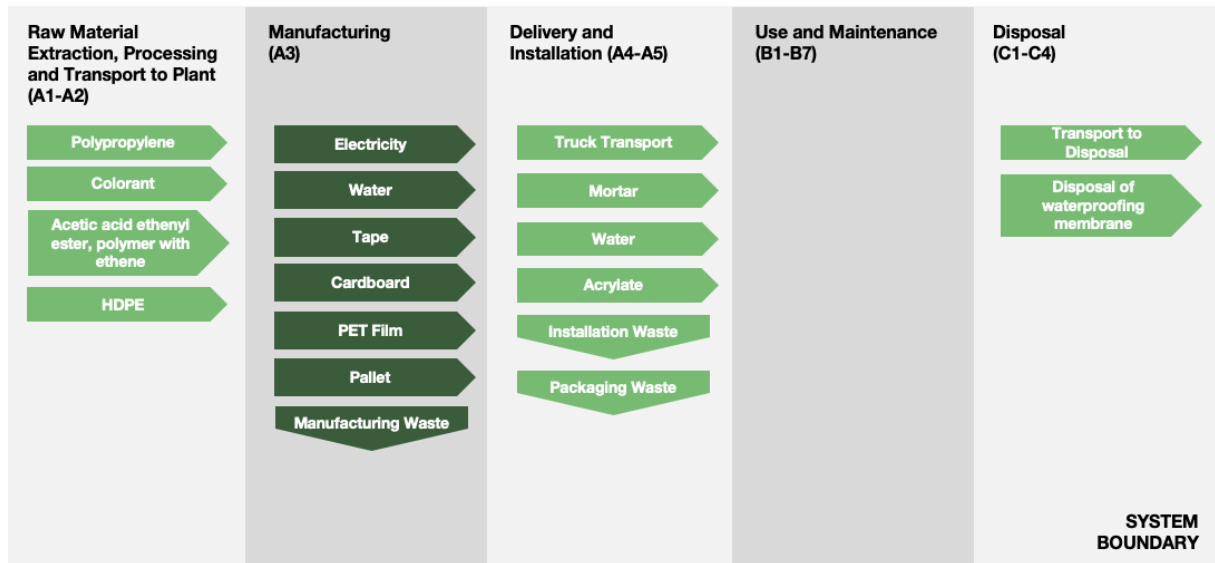 Raw Material
Extraction, Processing
and Transport to Plant
(A1-A2)
Polypropylene
Colorant
Acetic acid ethenyl
ester, polymer with
ethene
HDPE
Manufacturing
(A3)
Electricity
Water
Tape
Cardboard
PET Film
Pallet
Manufacturing Waste
Delivery and
Installation (A4-A5)
Truck Transport
Mortar
Water
Acrylate
Installation Waste
Packaging Waste
Use and Maintenance
(B1-B7)
Disposal
(C1-C4)
Transport to
Disposal
Disposal of
waterproofing
membrane
SYSTEM
BOUNDARY